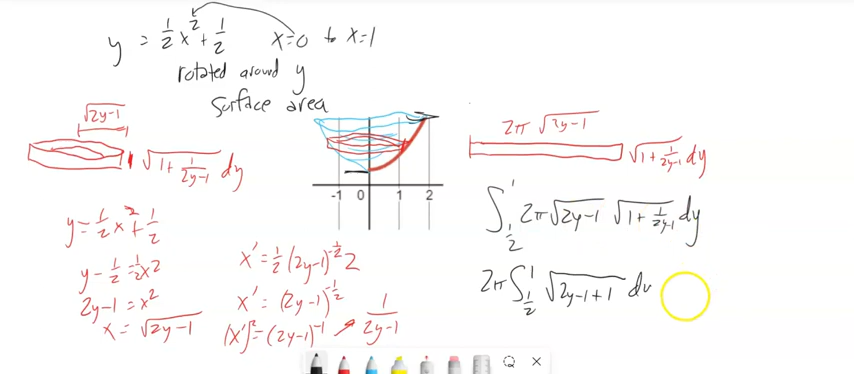 y = 1/2 x² + 1/2   x=0 to x=1
rotated around y
surface area
√(2y-1)
√(1 + 1/(2y-1)) dy
y = 1/2 x² + 1/2
y - 1/2 = 1/2 x²
2y-1 = x²
x = √(2y-1)
x' = 1/2 (2y-1)^(-1/2) 2
x' = (2y-1)^(-1/2)
(x')² = (2y-1)^(-1) → 1/(2y-1)
-1 0 1 2
2π √(2y-1)
√(1 + 1/(2y-1)) dy
∫_(1/2)^1 2π √(2y-1) √(1 + 1/(2y-1)) dy
2π ∫_(1/2)^1 √(2y-1+1) dy